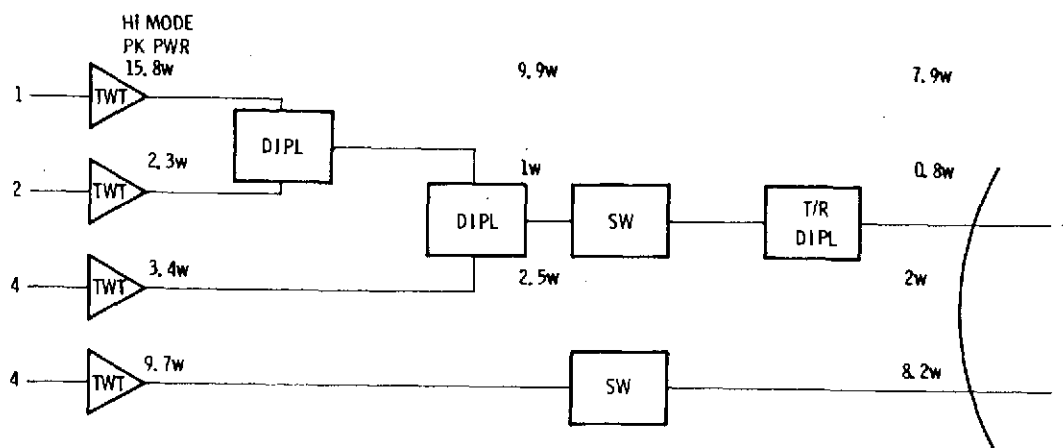 HI MODE
PK PWR
15.8w 9.9w 7.9w
1 TWT
DIPL
2.3w 1w 0.8w
2 TWT
DIPL SW T/R DIPL
3.4w 2.5w 2w
4 TWT
9.7w 8.2w
4 TWT SW